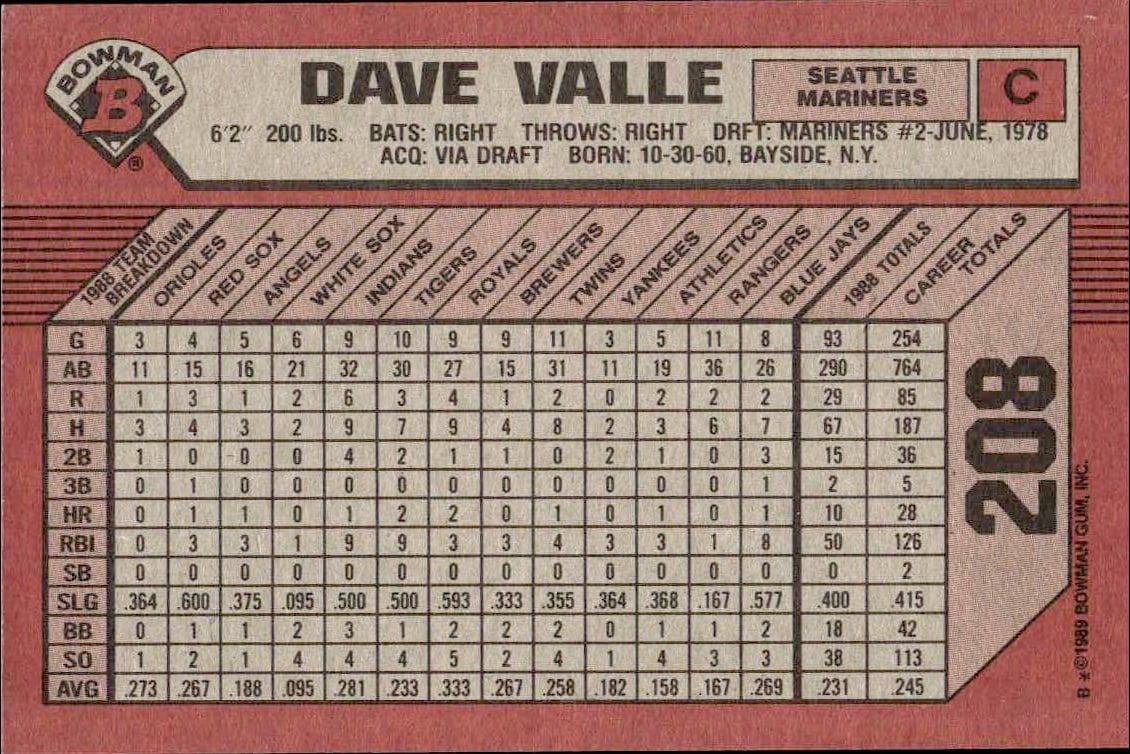 BOWMAN
B
®
DAVE VALLE
SEATTLE
MARINERS
C
6'2" 200 lbs. BATS: RIGHT THROWS: RIGHT DRFT: MARINERS #2-JUNE, 1978
ACQ: VIA DRAFT BORN: 10-30-60, BAYSIDE, N.Y.
1988 TEAM BREAKDOWN ORIOLES RED SOX ANGELS WHITE SOX INDIANS TIGERS ROYALS BREWERS TWINS YANKEES ATHLETICS RANGERS BLUE JAYS 1988 TOTALS CAREER TOTALS
G 3 4 5 6 9 10 9 9 11 3 5 11 8 93 254
AB 11 15 16 21 32 30 27 15 31 11 19 36 26 290 764
R 1 3 1 2 6 3 4 1 2 0 2 2 2 29 85
H 3 4 3 2 9 7 9 4 8 2 3 6 7 67 187
2B 1 0 0 0 4 2 1 1 0 2 1 0 3 15 36
3B 0 1 0 0 0 0 0 0 0 0 0 0 1 2 5
HR 0 1 1 0 1 2 2 0 1 0 1 0 1 10 28
RBI 0 3 3 1 9 9 3 3 4 3 3 1 8 50 126
SB 0 0 0 0 0 0 0 0 0 0 0 0 0 0 2
SLG .364 .600 .375 .095 .500 .500 .593 .333 .355 .364 .368 .167 .577 .400 .415
BB 0 1 1 2 3 1 2 2 2 0 1 1 2 18 42
SO 1 2 1 4 4 4 5 2 4 1 4 3 3 38 113
AVG .273 .267 .188 .095 .281 .233 .333 .267 .258 .182 .158 .167 .269 .231 .245
208
B*©1989 BOWMAN GUM, INC.